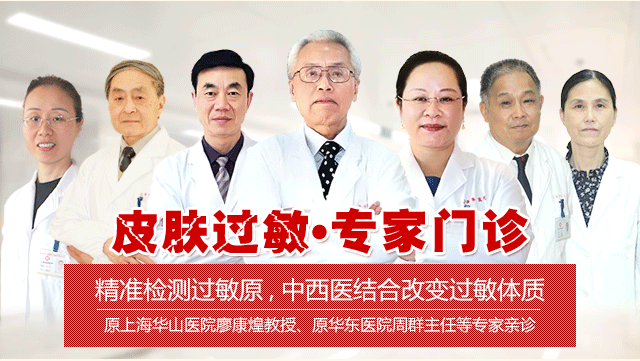 皮肤过敏·专家门诊
精准检测过敏原，中西医结合改变过敏体质
原上海华山医院廖康煌教授、原华东医院周群主任等专家亲诊